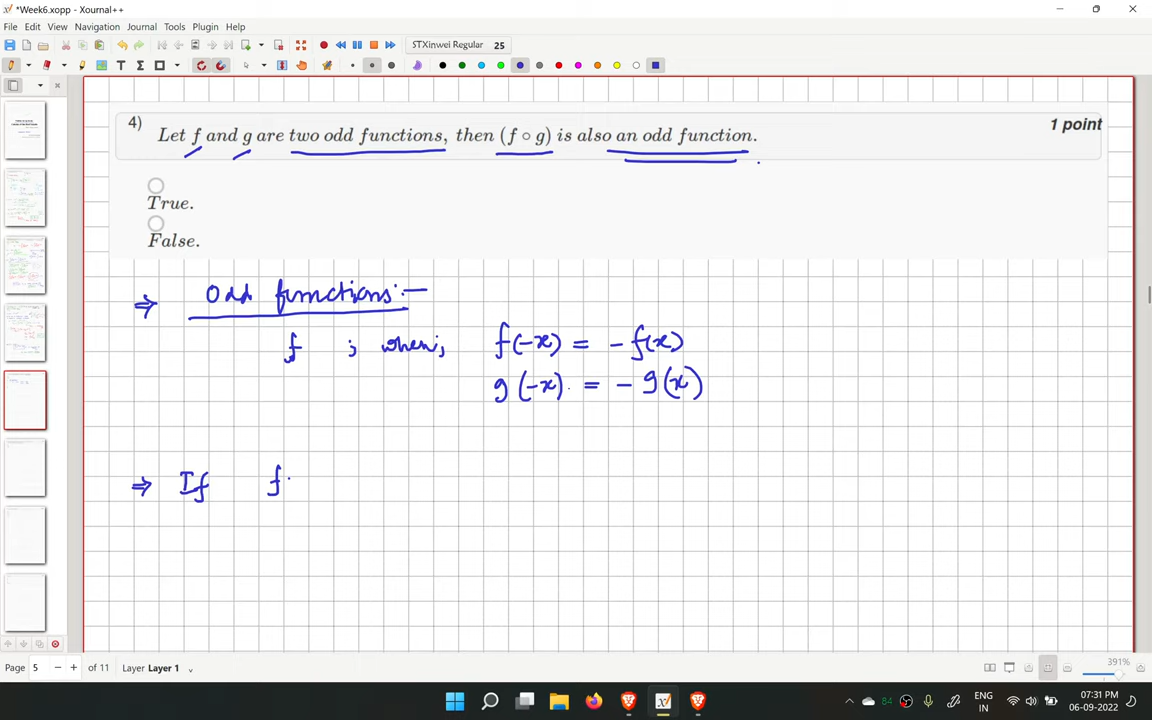 *Week6.xopp - Xournal++
File Edit View Navigation Journal Tools Plugin Help
STXinwei Regular 25
4) Let f and g are two odd functions, then (f ∘ g) is also an odd function. 1 point
True.
False.
⇒ Odd functions:-
f ; when; f(-x) = - f(x)
g(-x) = - g(x)
⇒ If f
Page 5 - + of 11 Layer Layer 1 391%
84 ENG IN 07:31 PM 06-09-2022